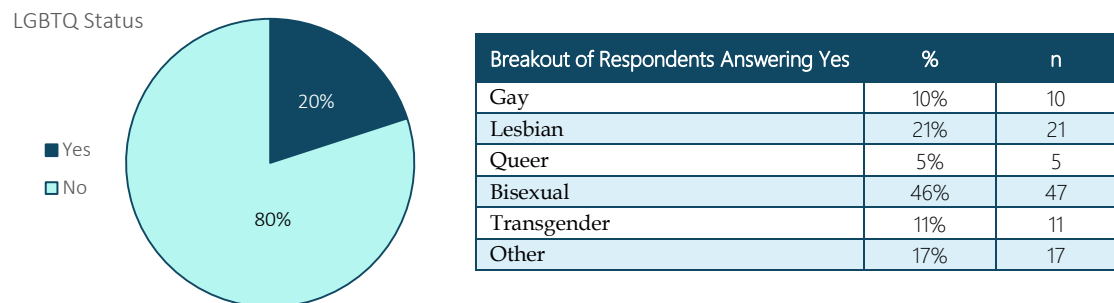 LGBTQ Status
Yes
No
20%
80%
Breakout of Respondents Answering Yes % n
Gay 10% 10
Lesbian 21% 21
Queer 5% 5
Bisexual 46% 47
Transgender 11% 11
Other 17% 17